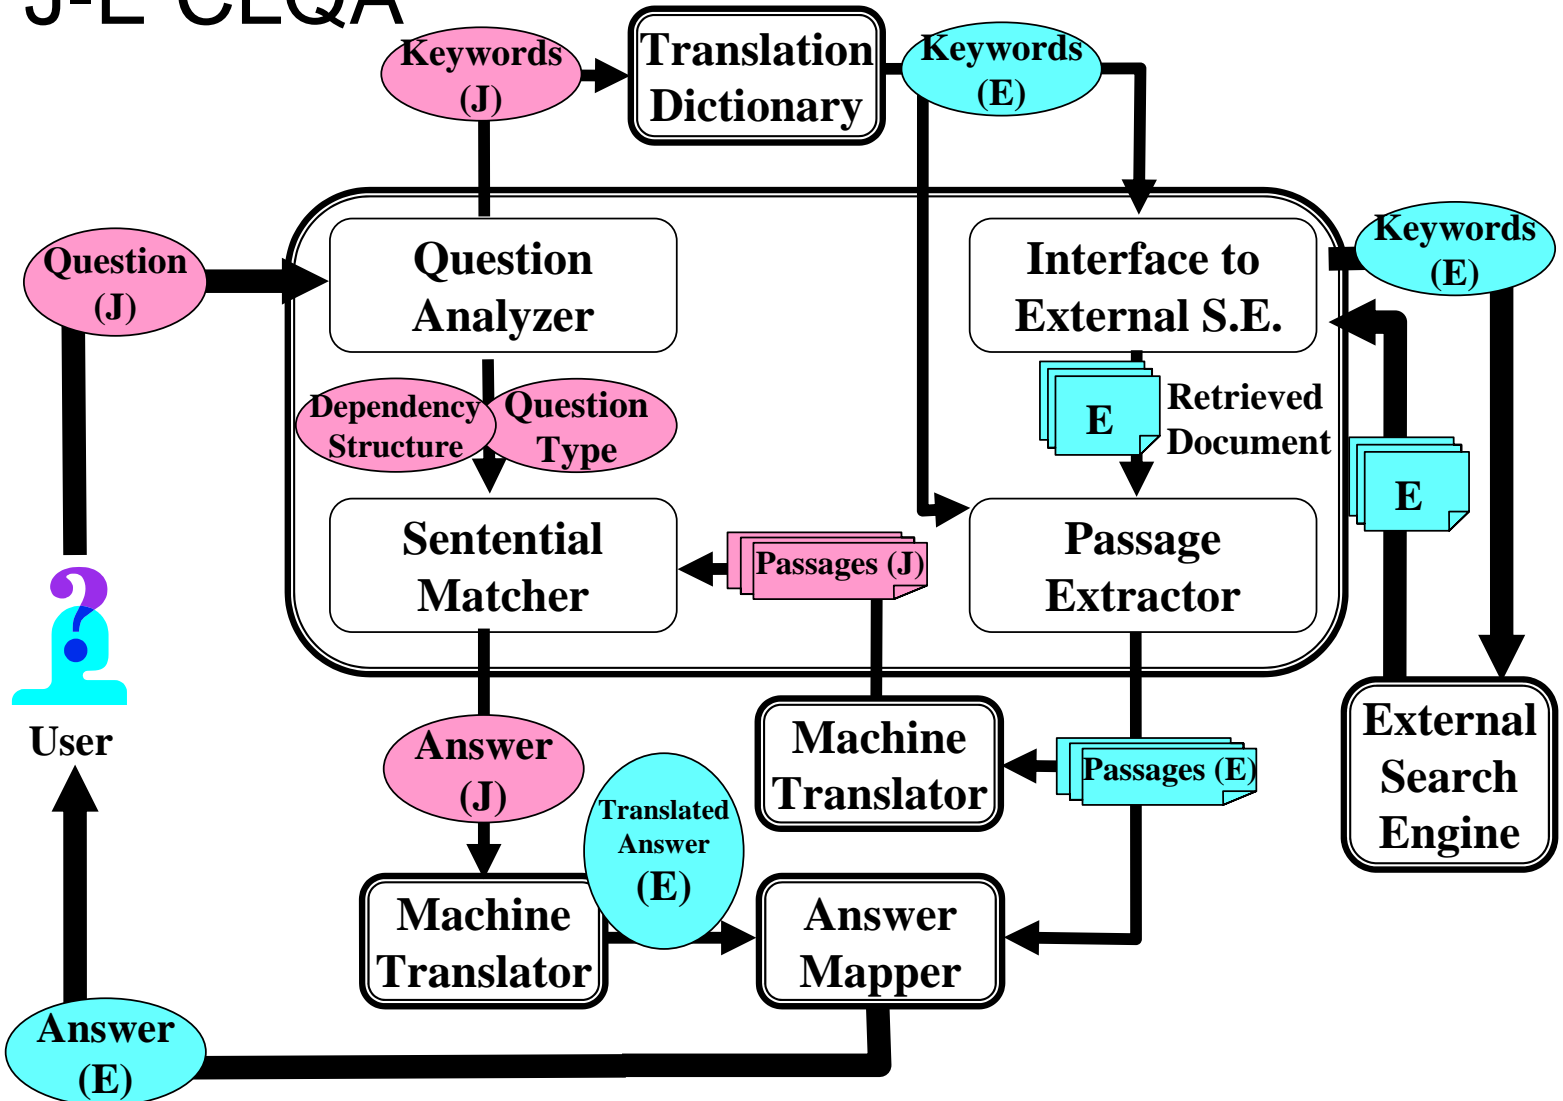 J-E CLQA
Keywords
(J)
Translation
Dictionary
Keywords
(E)
Question
(J)
Question
Analyzer
Interface to
External S.E.
Keywords
(E)
Dependency
Structure
Question
Type
E
Retrieved
Document
E
Sentential
Matcher
Passages (J)
Passage
Extractor
User
Answer
(J)
Translated
Answer
(E)
Machine
Translator
Passages (E)
External
Search
Engine
Machine
Translator
Answer
Mapper
Answer
(E)